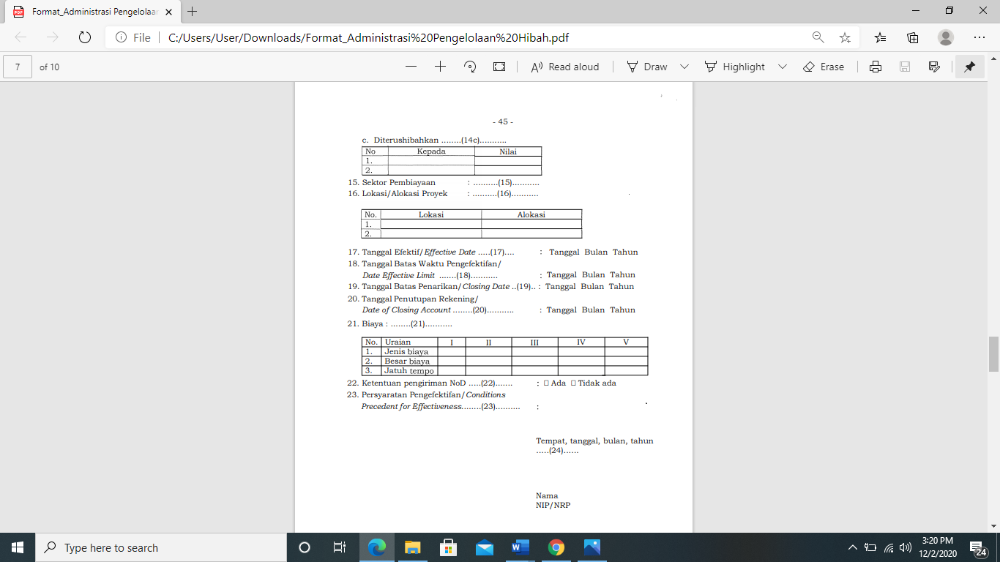 Format_Administrasi Pengelolaa
File
C:/Users/User/Downloads/Format_Administrasi%20Pengelolaan%20Hibah.pdf
7 of 10
Read aloud
Draw
Highlight
Erase
- 45 -
c. Diterushibahkan ........(14c)...........
No Kepada Nilai
1.
2.
15. Sektor Pembiayaan : ..........(15)...........
16. Lokasi/Alokasi Proyek : ..........(16)...........
No. Lokasi Alokasi
1.
2.
17. Tanggal Efektif/Effective Date .....(17).... : Tanggal Bulan Tahun
18. Tanggal Batas Waktu Pengefektifan/
Date Effective Limit .......(18)........... : Tanggal Bulan Tahun
19. Tanggal Batas Penarikan/Closing Date ..(19).. : Tanggal Bulan Tahun
20. Tanggal Penutupan Rekening/
Date of Closing Account ........(20)........... : Tanggal Bulan Tahun
21. Biaya : ........(21)...........
No. Uraian I II III IV V
1. Jenis biaya
2. Besar biaya
3. Jatuh tempo
22. Ketentuan pengiriman NoD .....(22)....... : □ Ada □ Tidak ada
23. Persyaratan Pengefektifan/Conditions
Precedent for Effectiveness........(23).......... :
Tempat, tanggal, bulan, tahun
.....(24)......
Nama
NIP/NRP
Type here to search
3:20 PM
12/2/2020
24